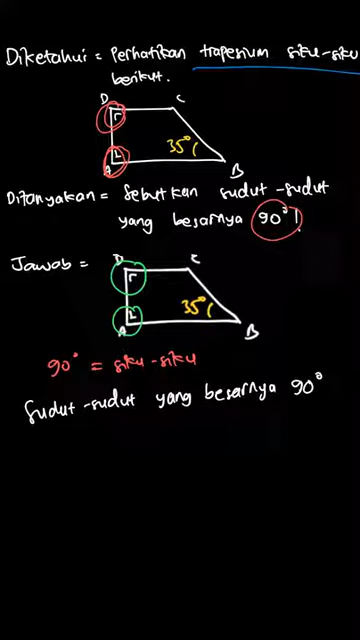 Diketahui = Perhatikan trapesium siku-siku
berikut.
D
C
A
35°
B
Ditanyakan = Sebutkan sudut-sudut
yang besarnya 90°!
Jawab =
D
C
A
35°
B
90° = siku-siku
Sudut-sudut yang besarnya 90°